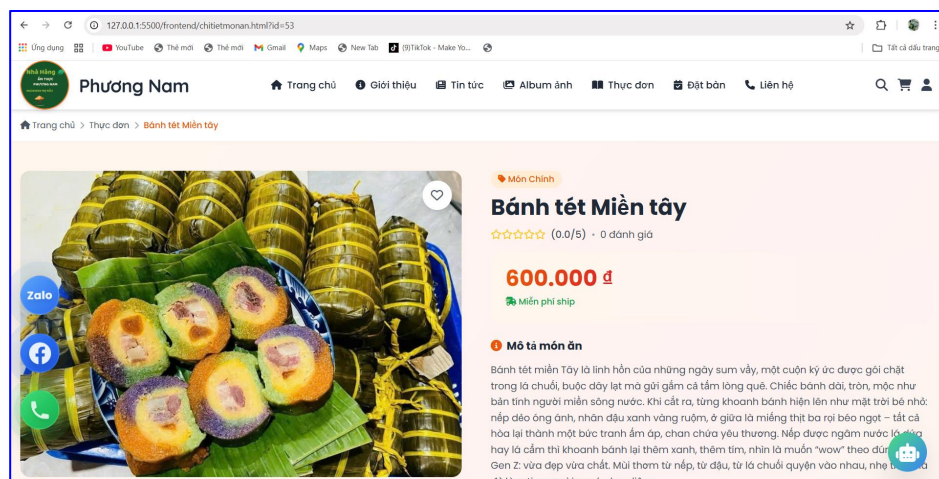 127.0.0.1:5500/frontend/chitietmonan.html?id=53
Ứng dụng YouTube Thẻ mới Thẻ mới Gmail Maps New Tab (9)TikTok - Make Yo... Tất cả dấu trang
Nhà Hàng
ẨM THỰC
PHƯƠNG NAM
Phương Nam Trang chủ Giới thiệu Tin tức Album ảnh Thực đơn Đặt bàn Liên hệ
Trang chủ > Thực đơn > Bánh tét Miền tây
Món Chính
Bánh tét Miền tây
(0.0/5) • 0 đánh giá
600.000 đ
Miễn phí ship
Zalo
Mô tả món ăn
Bánh tét miền Tây là linh hồn của những ngày sum vầy, một cuộn ký ức được gói chặt
trong lá chuối, buộc dây lạt mà gửi gắm cả tấm lòng quê. Chiếc bánh dài, tròn, mộc như
bản tính người miền sông nước. Khi cắt ra, từng khoanh bánh hiện lên như mặt trời bé nhỏ:
nếp dẻo óng ánh, nhân đậu xanh vàng ruộm, ở giữa là miếng thịt ba rọi béo ngọt – tất cả
hòa lại thành một bức tranh ấm áp, chan chứa yêu thương. Nếp được ngâm nước lá dứa
hay lá cẩm thì khoanh bánh lại thêm xanh, thêm tím, nhìn là muốn "wow" theo
Gen Z: vừa đẹp vừa chất. Mùi thơm từ nếp, từ đậu, từ lá chuối quyện vào nhau, nhẹ